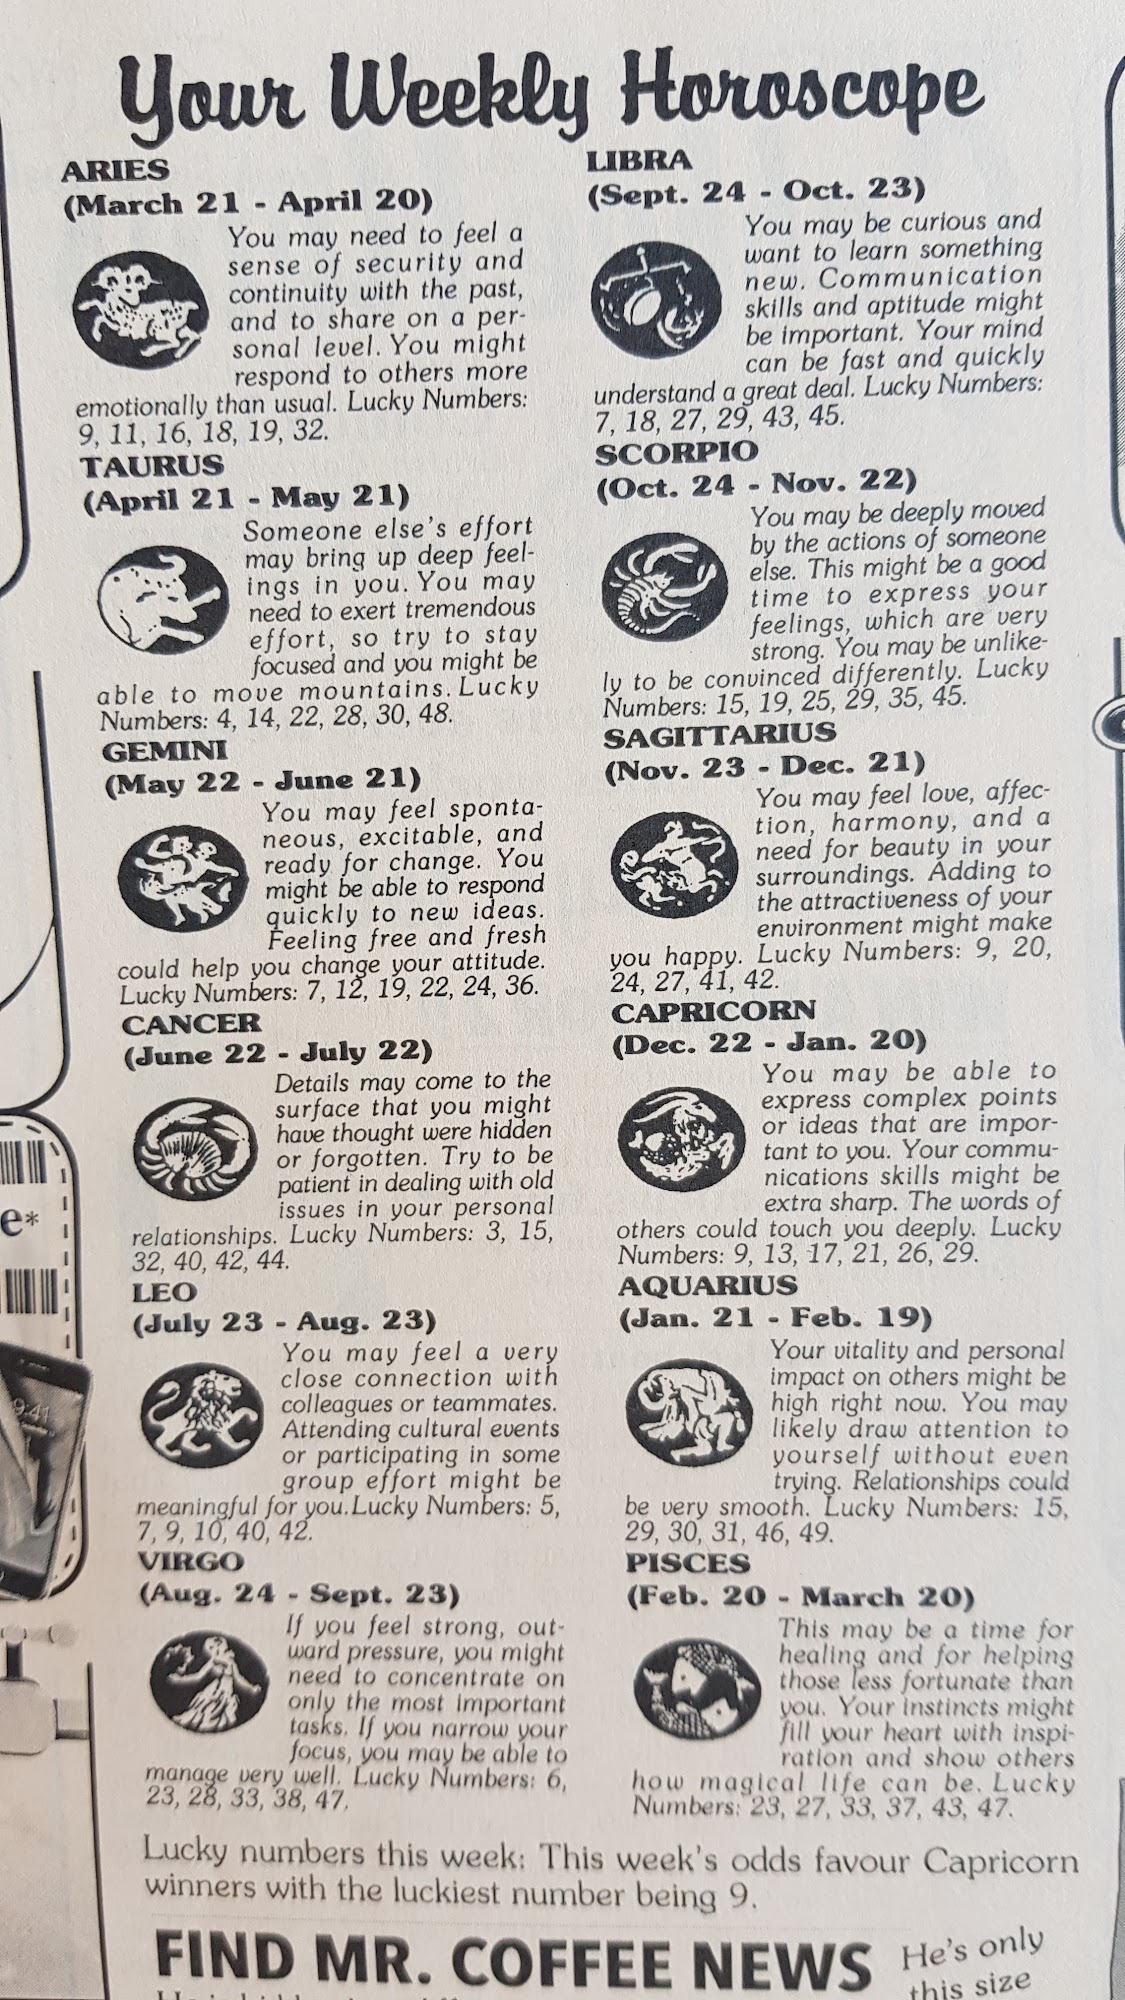 Your Weekly Horoscope
ARIES
(March 21 - April 20)
You may need to feel a
sense of security and
continuity with the past,
and to share on a per-
sonal level. You might
respond to others more
emotionally than usual. Lucky Numbers:
9, 11, 16, 18, 19, 32.
TAURUS
(April 21 - May 21)
Someone else's effort
may bring up deep feel-
ings in you. You may
need to exert tremendous
effort, so try to stay
focused and you might be
able to move mountains. Lucky
Numbers: 4, 14, 22, 28, 30, 48.
GEMINI
(May 22 - June 21)
You may feel sponta-
neous, excitable, and
ready for change. You
might be able to respond
quickly to new ideas.
Feeling free and fresh
could help you change your attitude.
Lucky Numbers: 7, 12, 19, 22, 24, 36.
CANCER
(June 22 - July 22)
Details may come to the
surface that you might
have thought were hidden
or forgotten. Try to be
patient in dealing with old
issues in your personal
relationships. Lucky Numbers: 3, 15,
32, 40, 42, 44.
LEO
(July 23 - Aug. 23)
You may feel a very
close connection with
colleagues or teammates.
Attending cultural events
or participating in some
group effort might be
meaningful for you.Lucky Numbers: 5,
7, 9, 10, 40, 42.
VIRGO
(Aug. 24 - Sept. 23)
If you feel strong, out-
ward pressure, you might
need to concentrate on
only the most important
tasks. If you narrow your
focus, you may be able to
manage very well. Lucky Numbers: 6,
23, 28, 33, 38, 47.
LIBRA
(Sept. 24 - Oct. 23)
You may be curious and
want to learn something
new. Communication
skills and aptitude might
be important. Your mind
can be fast and quickly
understand a great deal. Lucky Numbers:
7, 18, 27, 29, 43, 45.
SCORPIO
(Oct. 24 - Nov. 22)
You may be deeply moved
by the actions of someone
else. This might be a good
time to express your
feelings, which are very
strong. You may be unlike-
ly to be convinced differently. Lucky
Numbers: 15, 19, 25, 29, 35, 45.
SAGITTARIUS
(Nov. 23 - Dec. 21)
You may feel love, affec-
tion, harmony, and a
need for beauty in your
surroundings. Adding to
the attractiveness of your
environment might make
you happy. Lucky Numbers: 9, 20,
24, 27, 41, 42.
CAPRICORN
(Dec. 22 - Jan. 20)
You may be able to
express complex points
or ideas that are impor-
tant to you. Your commu-
nications skills might be
extra sharp. The words of
others could touch you deeply. Lucky
Numbers: 9, 13, 17, 21, 26, 29.
AQUARIUS
(Jan. 21 - Feb. 19)
Your vitality and personal
impact on others might be
high right now. You may
likely draw attention to
yourself without even
trying. Relationships could
be very smooth. Lucky Numbers: 15,
29, 30, 31, 46, 49.
PISCES
(Feb. 20 - March 20)
This may be a time for
healing and for helping
those less fortunate than
you. Your instincts might
fill your heart with inspi-
ration and show others
how magical life can be. Lucky
Numbers: 23, 27, 33, 37, 43, 47.
Lucky numbers this week: This week's odds favour Capricorn
winners with the luckiest number being 9.
FIND MR. COFFEE NEWS
He's only
this size
e*
9:41